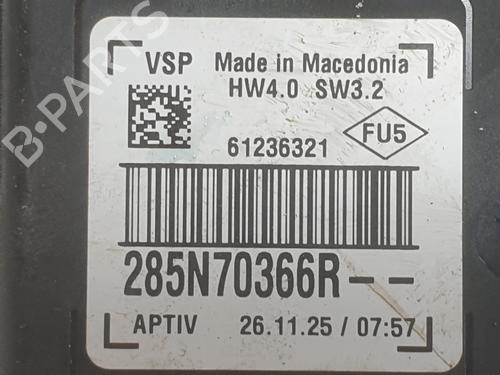 VSP Made in Macedonia
HW4.0 SW3.2
FU5
61236321
285N70366R--
APTIV 26.11.25 / 07:57
B-PARTS